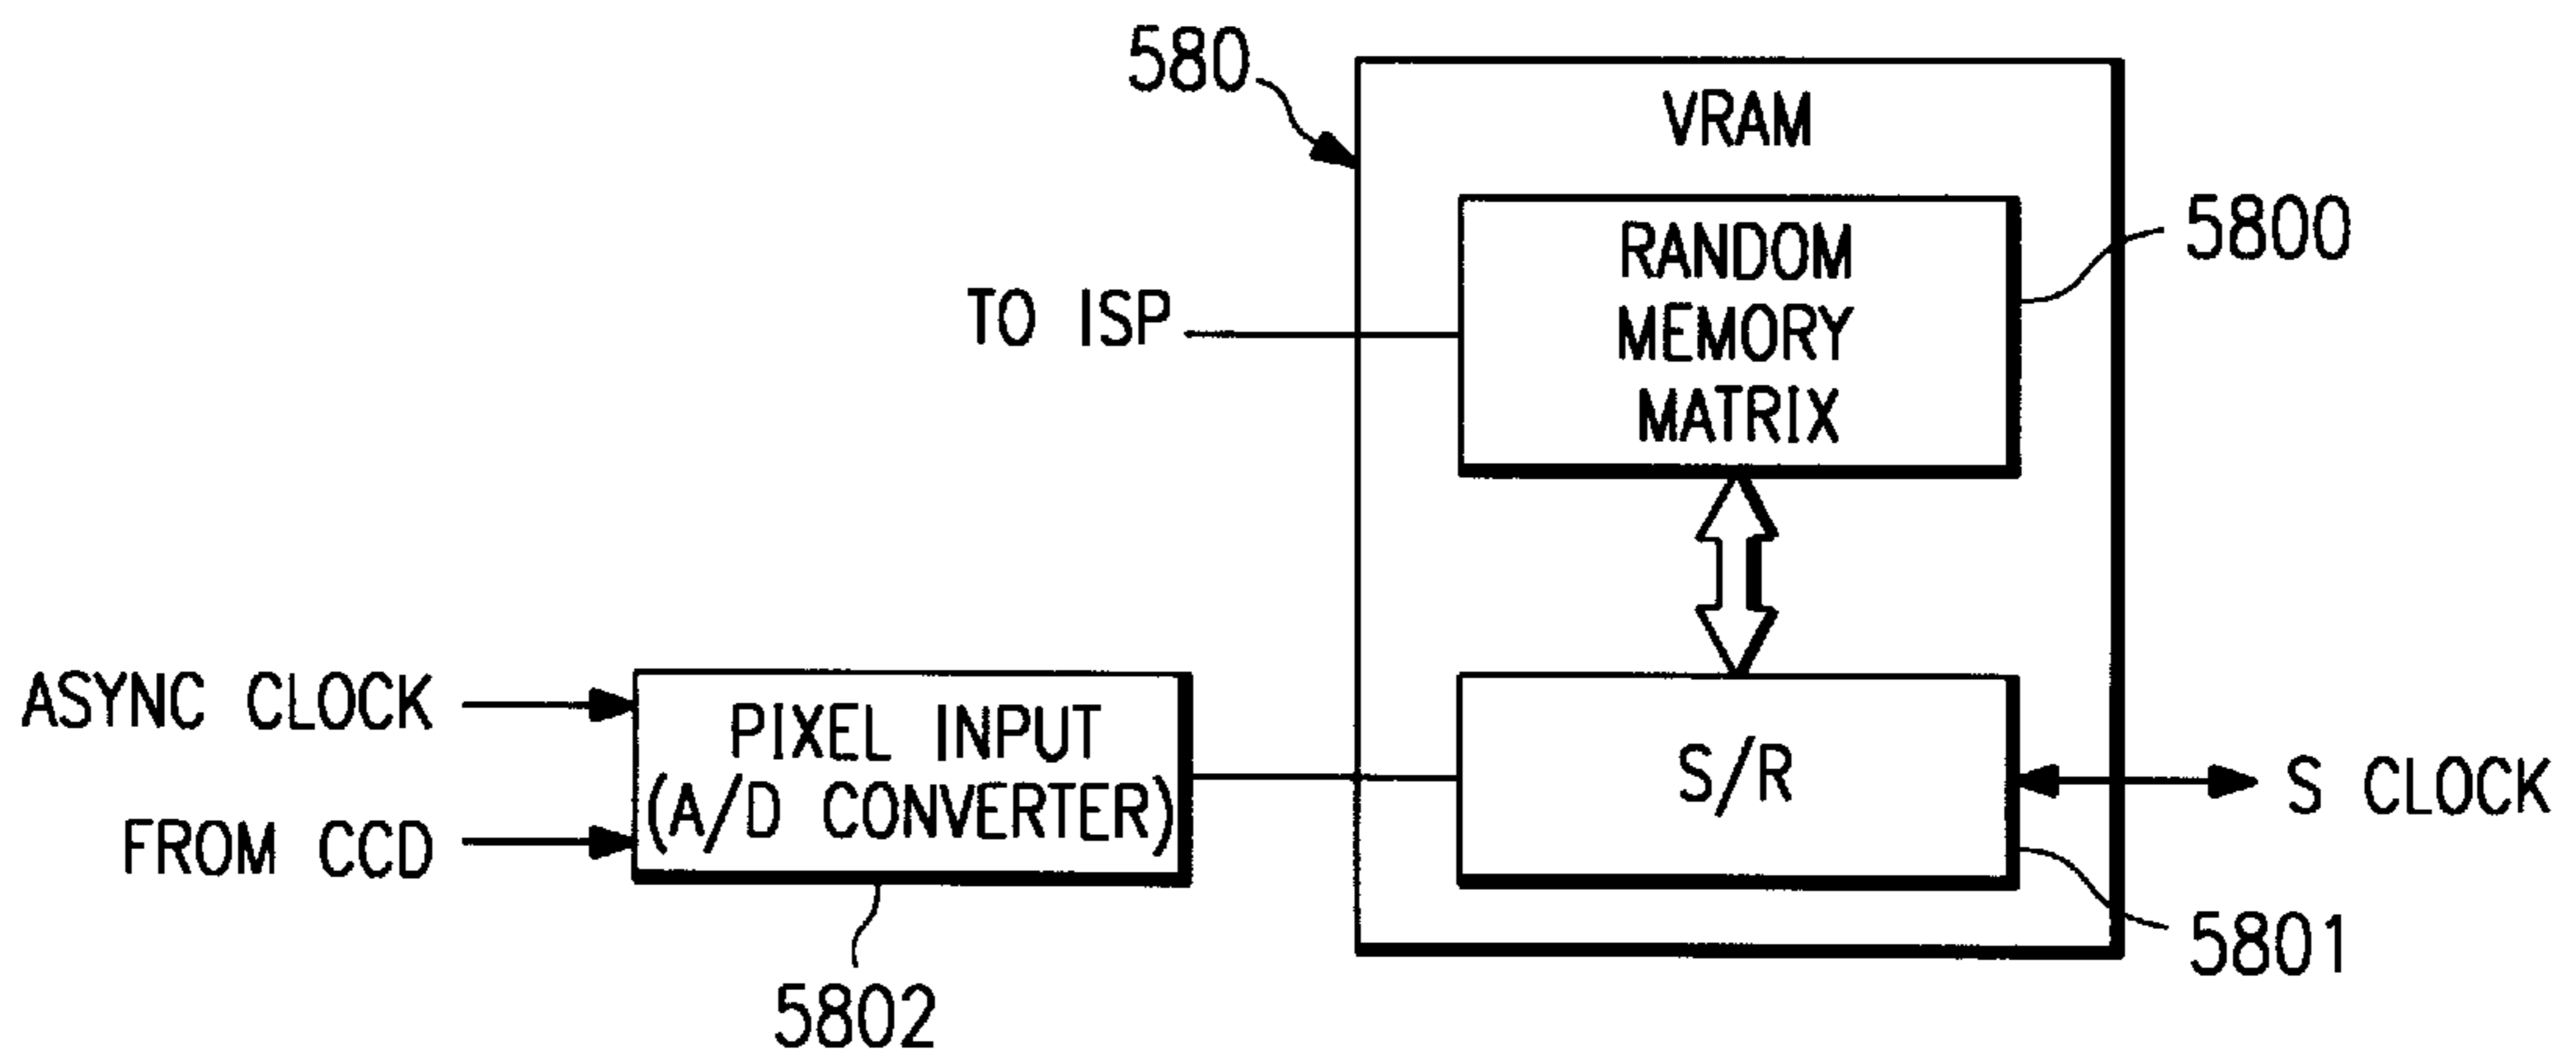 580
VRAM
5800
RANDOM
MEMORY
MATRIX
TO ISP
ASYNC CLOCK
FROM CCD
PIXEL INPUT
(A/D CONVERTER)
S/R
S CLOCK
5801
5802